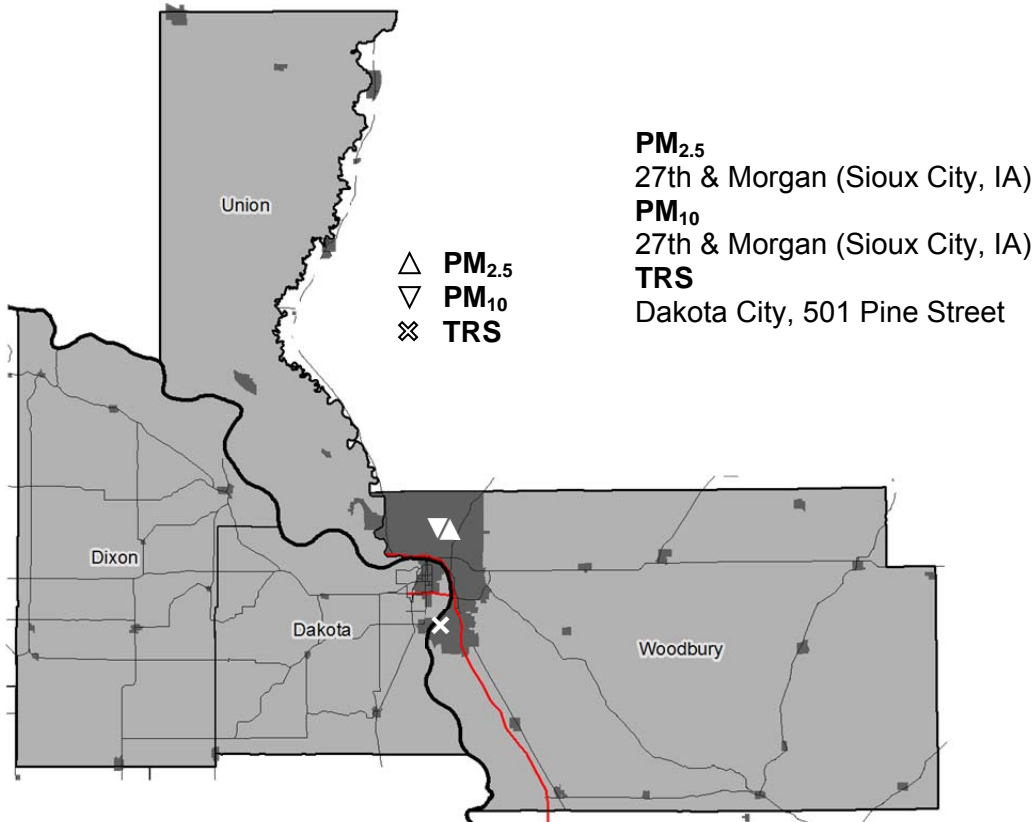 Union
PM2.5
PM10
TRS
PM2.5
27th & Morgan (Sioux City, IA)
PM10
27th & Morgan (Sioux City, IA)
TRS
Dakota City, 501 Pine Street
Dixon
Dakota
Woodbury